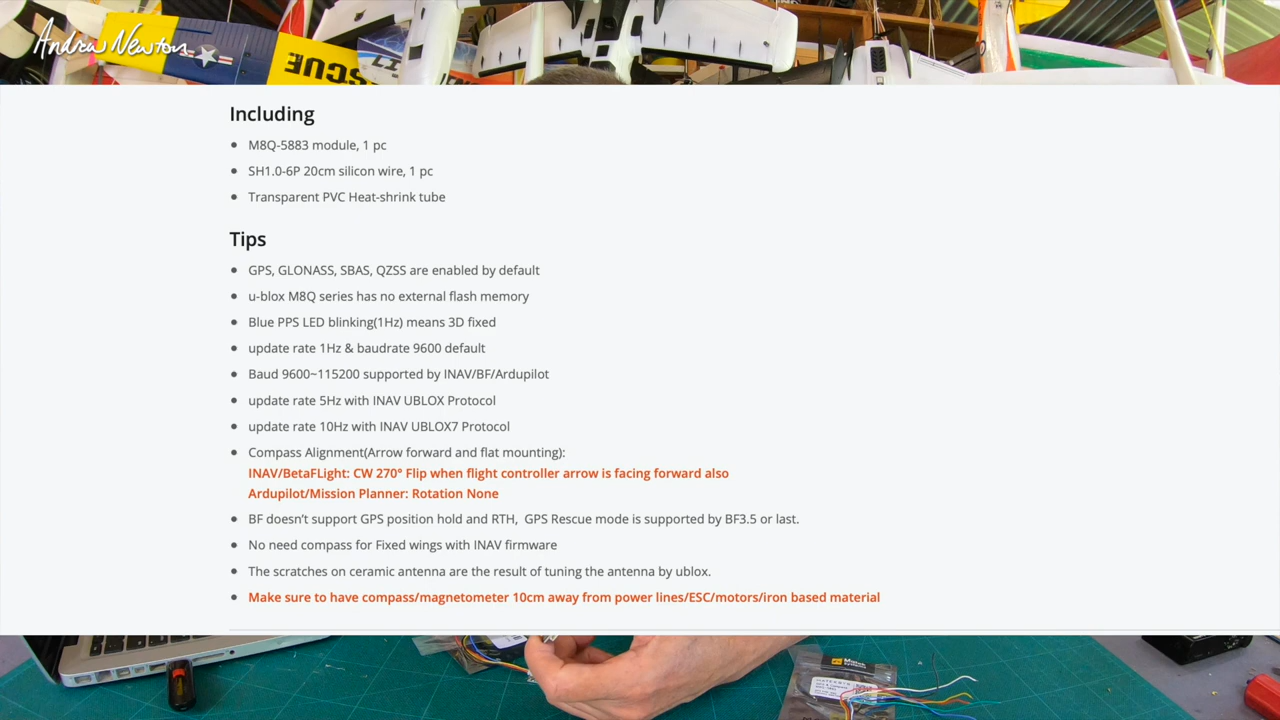 Andrew Newton
SCUE
Including
M8Q-5883 module, 1 pc
SH1.0-6P 20cm silicon wire, 1 pc
Transparent PVC Heat-shrink tube
Tips
GPS, GLONASS, SBAS, QZSS are enabled by default
u-blox M8Q series has no external flash memory
Blue PPS LED blinking(1Hz) means 3D fixed
update rate 1Hz & baudrate 9600 default
Baud 9600~115200 supported by INAV/BF/Ardupilot
update rate 5Hz with INAV UBLOX Protocol
update rate 10Hz with INAV UBLOX7 Protocol
Compass Alignment(Arrow forward and flat mounting):
INAV/BetaFLight: CW 270° Flip when flight controller arrow is facing forward also
Ardupilot/Mission Planner: Rotation None
BF doesn’t support GPS position hold and RTH,  GPS Rescue mode is supported by BF3.5 or last.
No need compass for Fixed wings with INAV firmware
The scratches on ceramic antenna are the result of tuning the antenna by ublox.
Make sure to have compass/magnetometer 10cm away from power lines/ESC/motors/iron based material